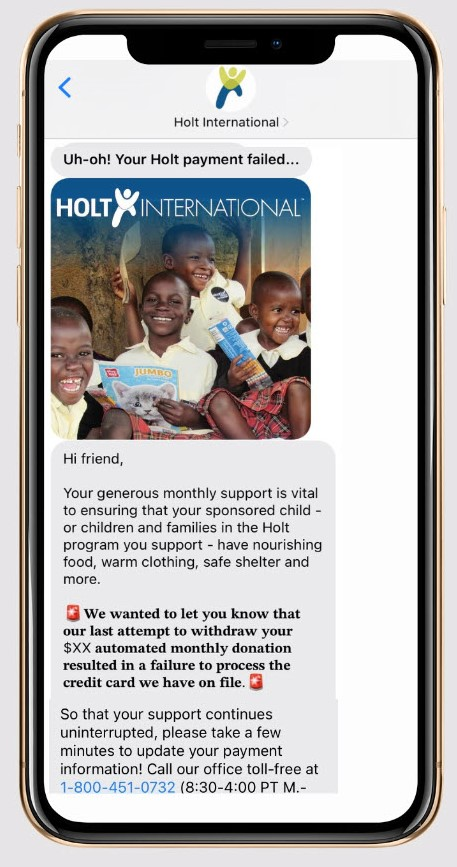 Holt International
Uh-oh! Your Holt payment failed...
HOLT INTERNATIONAL
JUMBO
Hi friend,
Your generous monthly support is vital
to ensuring that your sponsored child -
or children and families in the Holt
program you support - have nourishing
food, warm clothing, safe shelter and
more.
🚨 We wanted to let you know that
our last attempt to withdraw your
$XX automated monthly donation
resulted in a failure to process the
credit card we have on file. 🚨
So that your support continues
uninterrupted, please take a few
minutes to update your payment
information! Call our office toll-free at
1-800-451-0732 (8:30-4:00 PT M.-